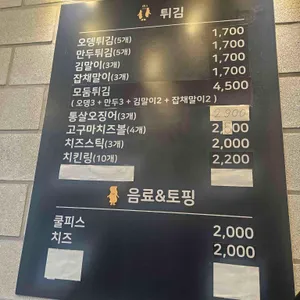 튀김
오뎅튀김(5개) 1,700
만두튀김(5개) 1,700
김말이(3개) 1,700
잡채말이(3개) 1,700
모둠튀김 4,500
( 오뎅3 + 만두3 + 김말이2 + 잡채말이2 )
통살오징어(3개)
고구마치즈볼(4개)
치즈스틱(3개) 2,000
치킨링(10개) 2,200
음료&토핑
쿨피스 2,000
치즈 2,000